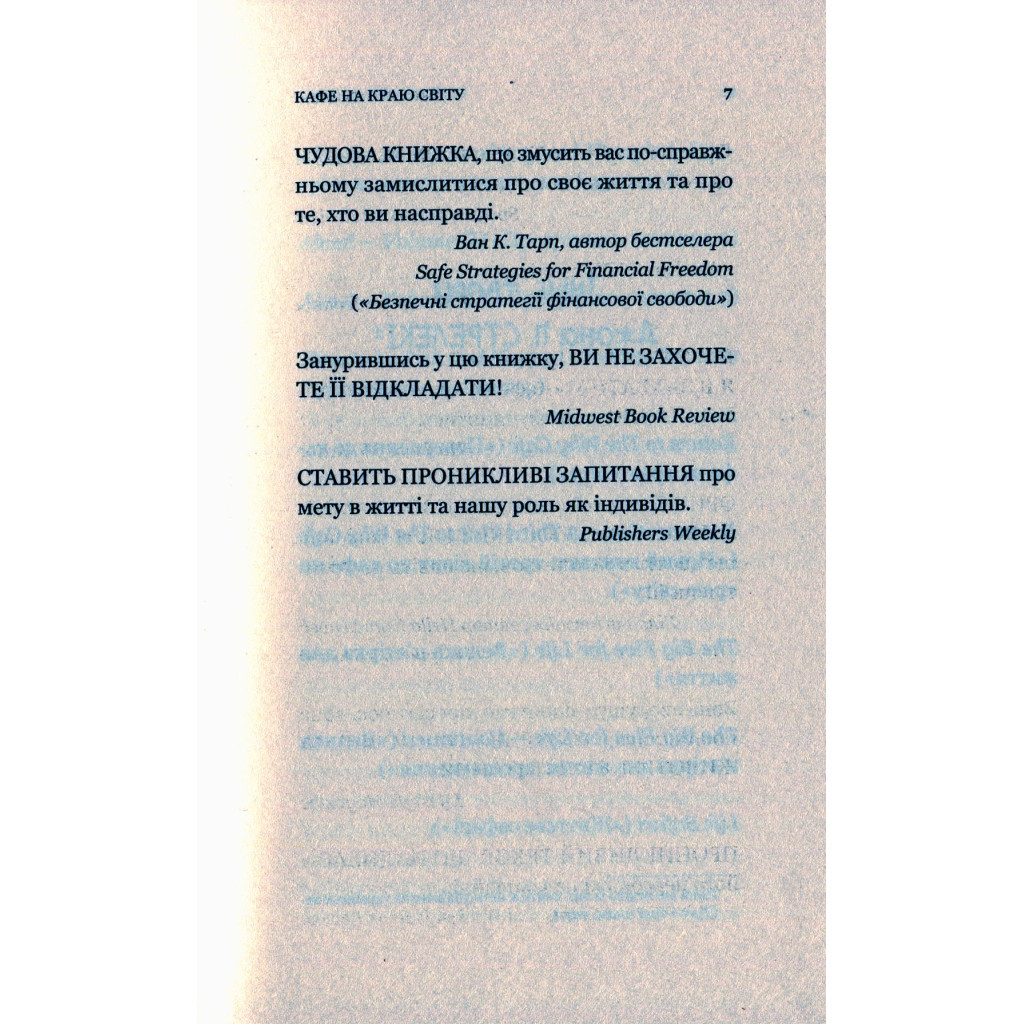 КАФЕ НА КРАЮ СВІТУ 7
ЧУДОВА КНИЖКА, що змусить вас по-справж-
ньому замислитися про своє життя та про
те, хто ви насправді.
Ван К. Тарп, автор бестселера
Safe Strategies for Financial Freedom
(«Безпечні стратегії фінансової свободи»)
Занурившись у цю книжку, ВИ НЕ ЗАХОЧЕ-
ТЕ ЇЇ ВІДКЛАДАТИ!
Midwest Book Review
СТАВИТЬ ПРОНИКЛИВІ ЗАПИТАННЯ про
мету в житті та нашу роль як індивідів.
Publishers Weekly